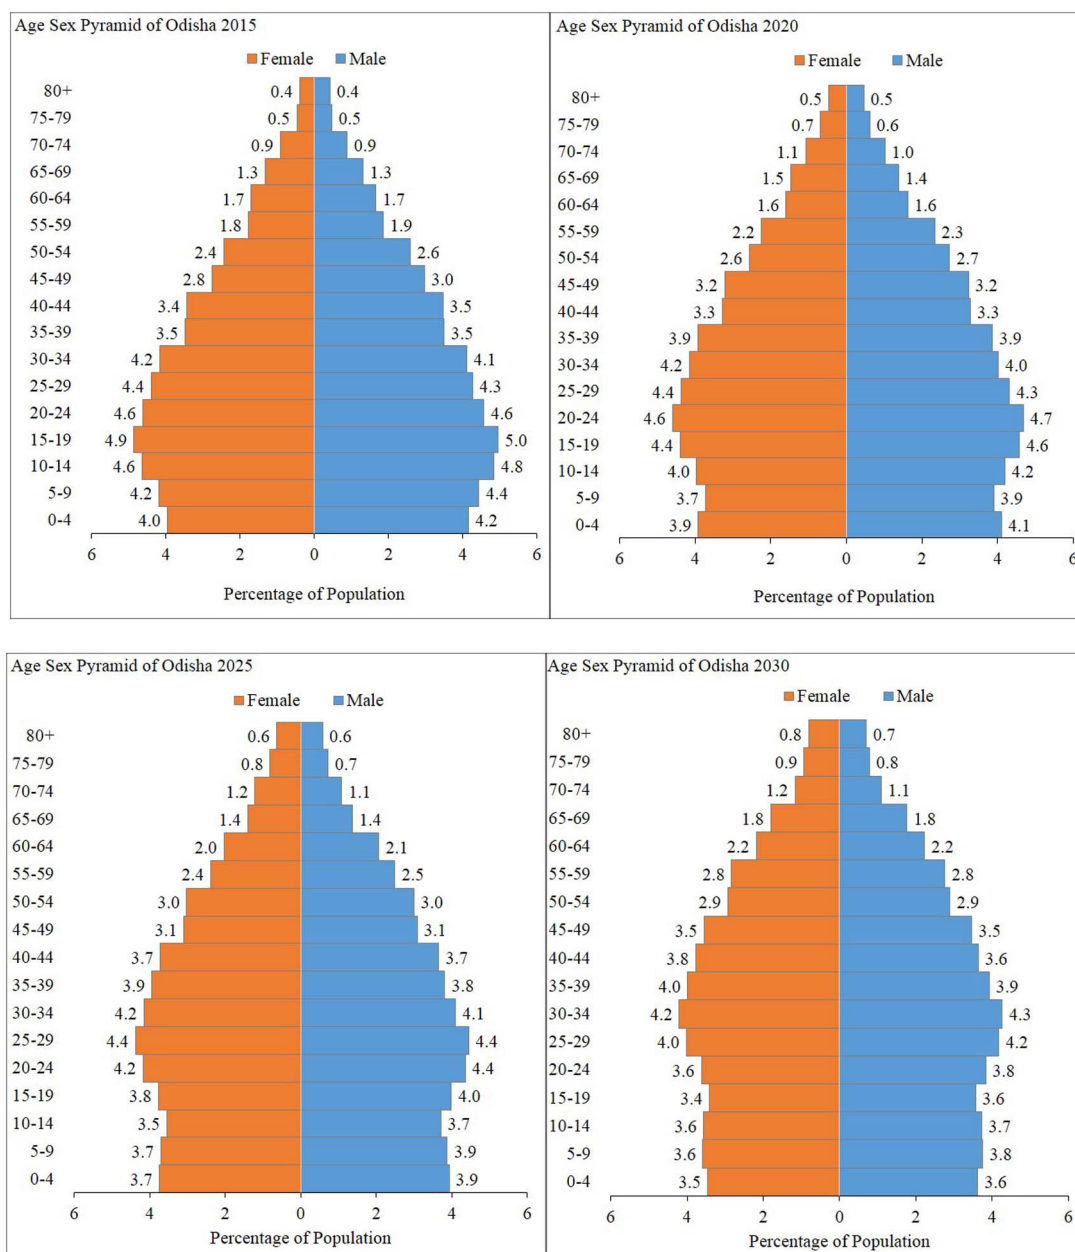 Age Sex Pyramid of Odisha 2015
Female Male
80+ 0.4 0.4
75-79 0.5 0.5
70-74 0.9 0.9
65-69 1.3 1.3
60-64 1.7 1.7
55-59 1.8 1.9
50-54 2.4 2.6
45-49 2.8 3.0
40-44 3.4 3.5
35-39 3.5 3.5
30-34 4.2 4.1
25-29 4.4 4.3
20-24 4.6 4.6
15-19 4.9 5.0
10-14 4.6 4.8
5-9 4.2 4.4
0-4 4.0 4.2
6 4 2 0 2 4 6
Percentage of Population
Age Sex Pyramid of Odisha 2020
Female Male
80+ 0.5 0.5
75-79 0.7 0.6
70-74 1.1 1.0
65-69 1.5 1.4
60-64 1.6 1.6
55-59 2.2 2.3
50-54 2.6 2.7
45-49 3.2 3.2
40-44 3.3 3.3
35-39 3.9 3.9
30-34 4.2 4.0
25-29 4.4 4.3
20-24 4.6 4.7
15-19 4.4 4.6
10-14 4.0 4.2
5-9 3.7 3.9
0-4 3.9 4.1
6 4 2 0 2 4 6
Percentage of Population
Age Sex Pyramid of Odisha 2025
Female Male
80+ 0.6 0.6
75-79 0.8 0.7
70-74 1.2 1.1
65-69 1.4 1.4
60-64 2.0 2.1
55-59 2.4 2.5
50-54 3.0 3.0
45-49 3.1 3.1
40-44 3.7 3.7
35-39 3.9 3.8
30-34 4.2 4.1
25-29 4.4 4.4
20-24 4.2 4.4
15-19 3.8 4.0
10-14 3.5 3.7
5-9 3.7 3.9
0-4 3.7 3.9
6 4 2 0 2 4 6
Percentage of Population
Age Sex Pyramid of Odisha 2030
Female Male
80+ 0.8 0.7
75-79 0.9 0.8
70-74 1.2 1.1
65-69 1.8 1.8
60-64 2.2 2.2
55-59 2.8 2.8
50-54 2.9 2.9
45-49 3.5 3.5
40-44 3.8 3.6
35-39 4.0 3.9
30-34 4.2 4.3
25-29 4.0 4.2
20-24 3.6 3.8
15-19 3.4 3.6
10-14 3.6 3.7
5-9 3.6 3.8
0-4 3.5 3.6
6 4 2 0 2 4 6
Percentage of Population